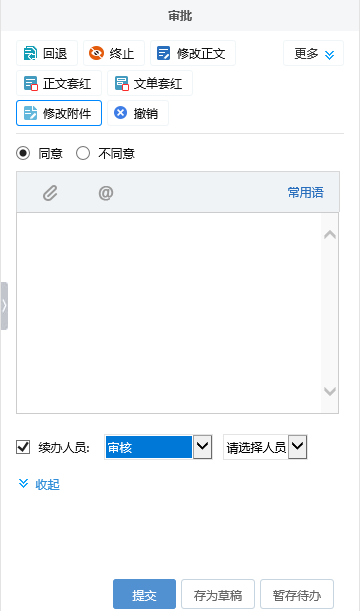 审批
回退 终止 修改正文 更多
正文套红 文单套红
修改附件 撤销
同意 不同意
@ 常用语
续办人员: 审核 请选择人员
收起
提交 存为草稿 暂存待办